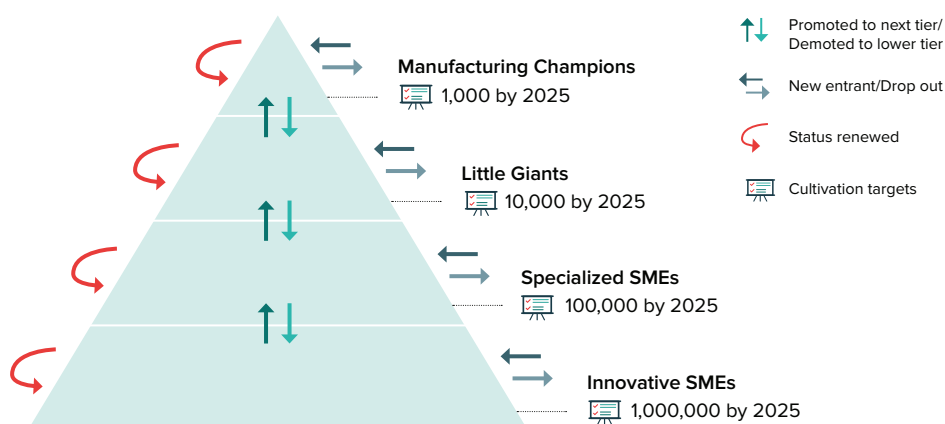 Manufacturing Champions
1,000 by 2025
Little Giants
10,000 by 2025
Specialized SMEs
100,000 by 2025
Innovative SMEs
1,000,000 by 2025
Promoted to next tier/
Demoted to lower tier
New entrant/Drop out
Status renewed
Cultivation targets